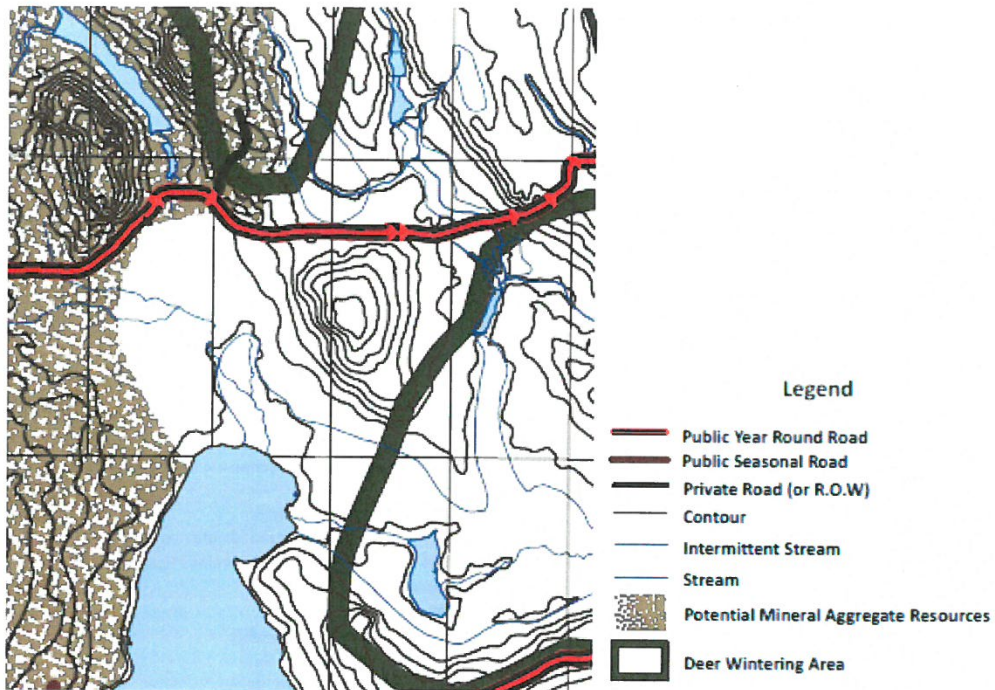 Legend
Public Year Round Road
Public Seasonal Road
Private Road (or R.O.W)
Contour
Intermittent Stream
Stream
Potential Mineral Aggregate Resources
Deer Wintering Area